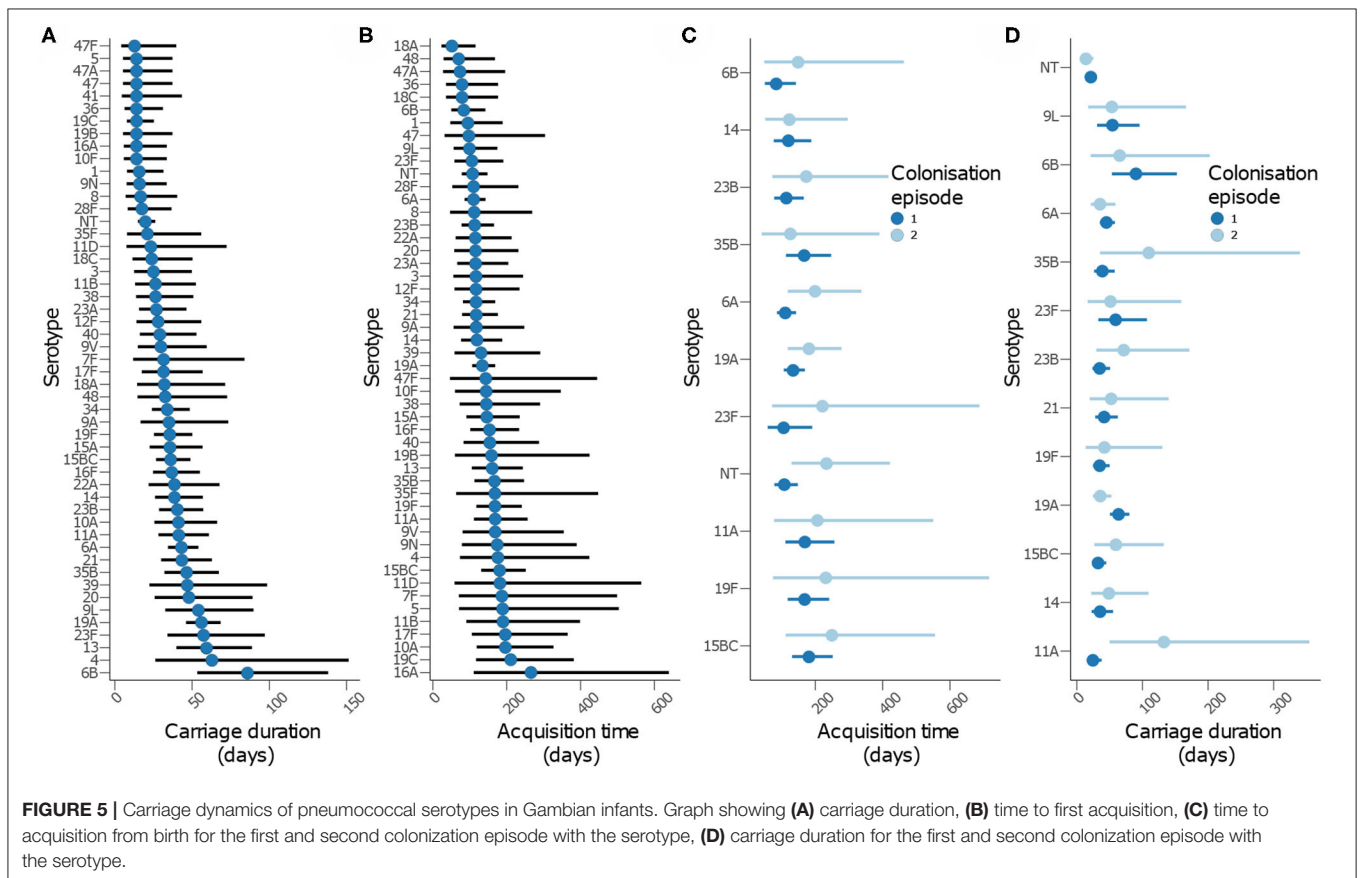 A
Serotype
47F
5
47A
47
41
36
19C
19B
16A
10F
1
9N
8
28F
NT
35F
11D
18C
3
11B
38
23A
12F
40
9V
7F
17F
18A
48
34
9A
19F
15A
15BC
16F
22A
14
23B
10A
11A
6A
21
35B
39
20
9L
19A
23F
13
4
6B
0
50
100
150
Carriage duration
(days)
B
Serotype
18A
48
47A
36
18C
6B
1
47
9L
23F
NT
28F
6A
8
23B
22A
20
23A
3
12F
34
21
9A
14
39
19A
47F
10F
38
15A
16F
40
19B
13
35B
35F
19F
11A
9V
9N
4
15BC
11D
7F
5
11B
17F
10A
19C
16A
0
200
400
600
Acquisition time
(days)
C
Serotype
6B
14
23B
35B
6A
19A
23F
NT
11A
19F
15BC
Colonisation
episode
1
2
200
400
600
Acquisition time
(days)
D
Serotype
NT
9L
6B
6A
35B
23F
23B
21
19F
19A
15BC
14
11A
Colonisation
episode
1
2
0
100
200
300
Carriage duration
(days)
FIGURE 5 | Carriage dynamics of pneumococcal serotypes in Gambian infants. Graph showing (A) carriage duration, (B) time to first acquisition, (C) time to
acquisition from birth for the first and second colonization episode with the serotype, (D) carriage duration for the first and second colonization episode with
the serotype.